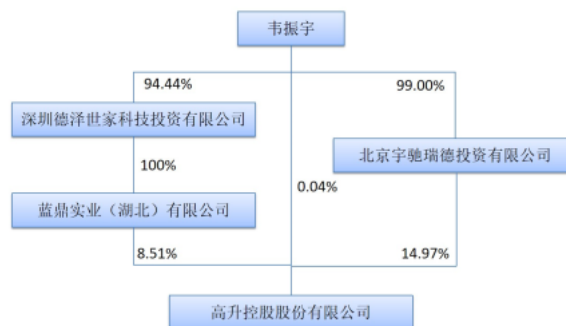 韦振宇
94.44%
99.00%
深圳德泽世家科技投资有限公司
北京宇驰瑞德投资有限公司
100%
0.04%
蓝鼎实业（湖北）有限公司
8.51%
14.97%
高升控股股份有限公司